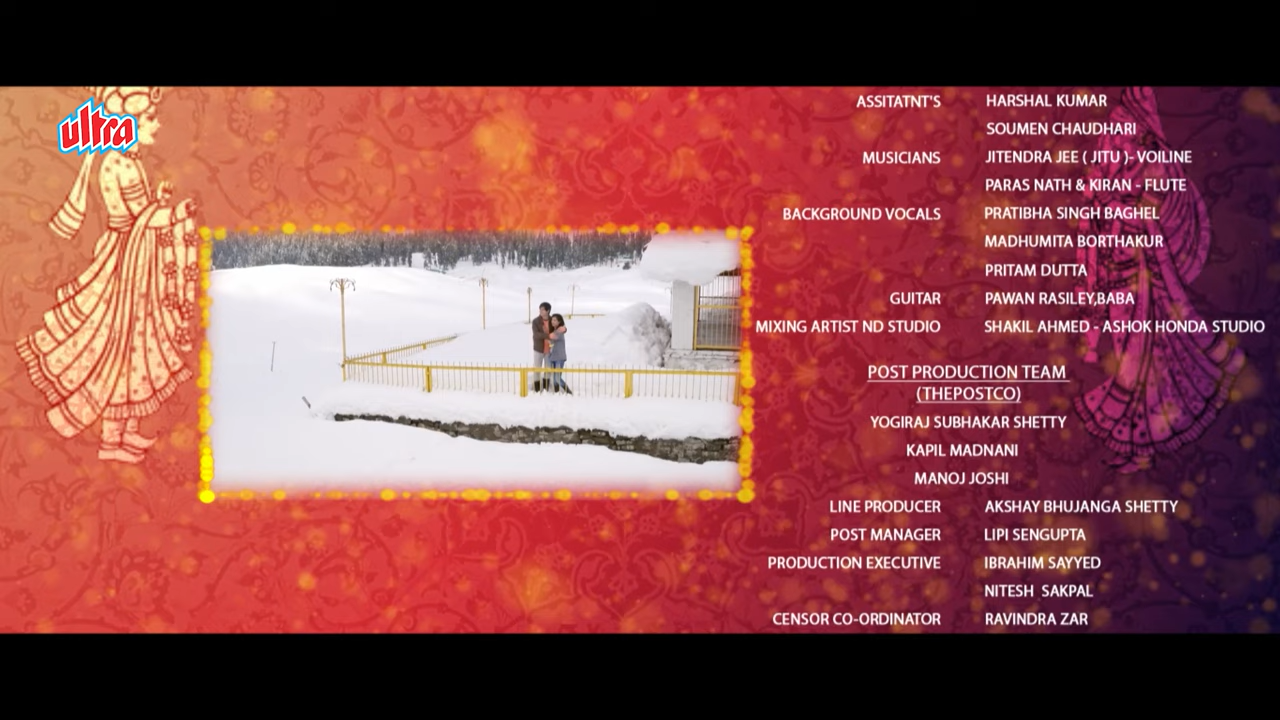 ultra
ASSITATNT'S HARSHAL KUMAR
SOUMEN CHAUDHARI
MUSICIANS JITENDRA JEE ( JITU )- VOILINE
PARAS NATH & KIRAN - FLUTE
BACKGROUND VOCALS PRATIBHA SINGH BAGHEL
MADHUMITA BORTHAKUR
PRITAM DUTTA
GUITAR PAWAN RASILEY,BABA
MIXING ARTIST ND STUDIO SHAKIL AHMED - ASHOK HONDA STUDIO
POST PRODUCTION TEAM
(THEPOSTCO)
YOGIRAJ SUBHAKAR SHETTY
KAPIL MADNANI
MANOJ JOSHI
LINE PRODUCER AKSHAY BHUJANGA SHETTY
POST MANAGER LIPI SENGUPTA
PRODUCTION EXECUTIVE IBRAHIM SAYYED
NITESH SAKPAL
CENSOR CO-ORDINATOR RAVINDRA ZAR